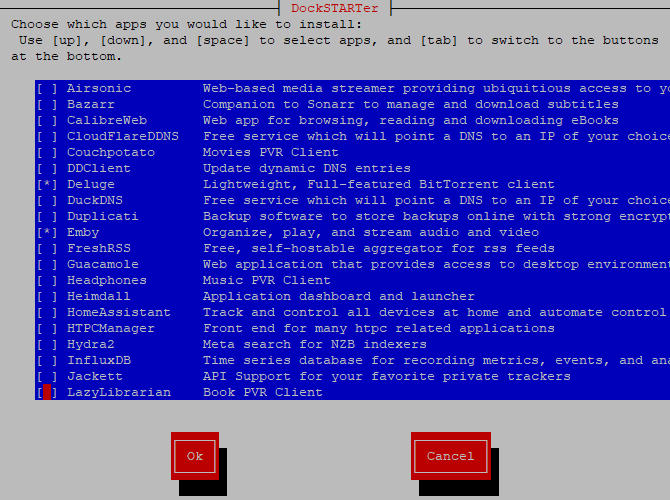 DockSTARTer
Choose which apps you would like to install:
Use [up], [down], and [space] to select apps, and [tab] to switch to the buttons
at the bottom.
[ ] Airsonic Web-based media streamer providing ubiquitious access to
[ ] Bazarr Companion to Sonarr to manage and download subtitles
[ ] CalibreWeb Web app for browsing, reading and downloading eBooks
[ ] CloudFlareDDNS Free service which will point a DNS to an IP of your choice
[ ] Couchpotato Movies PVR Client
[ ] DDClient Update dynamic DNS entries
[*] Deluge Lightweight, Full-featured BitTorrent client
[ ] DuckDNS Free service which will point a DNS to an IP of your choice
[ ] Duplicati Backup software to store backups online with strong encrypt
[*] Emby Organize, play, and stream audio and video
[ ] FreshRSS Free, self-hostable aggregator for rss feeds
[ ] Guacamole Web application that provides access to desktop environment
[ ] Headphones Music PVR Client
[ ] Heimdall Application dashboard and launcher
[ ] HomeAssistant Track and control all devices at home and automate control
[ ] HTPCManager Front end for many htpc related applications
[ ] Hydra2 Meta search for NZB indexers
[ ] InfluxDB Time series database for recording metrics, events, and
[ ] Jackett API Support for your favorite private trackers
[ ] LazyLibrarian Book PVR Client
Ok Cancel